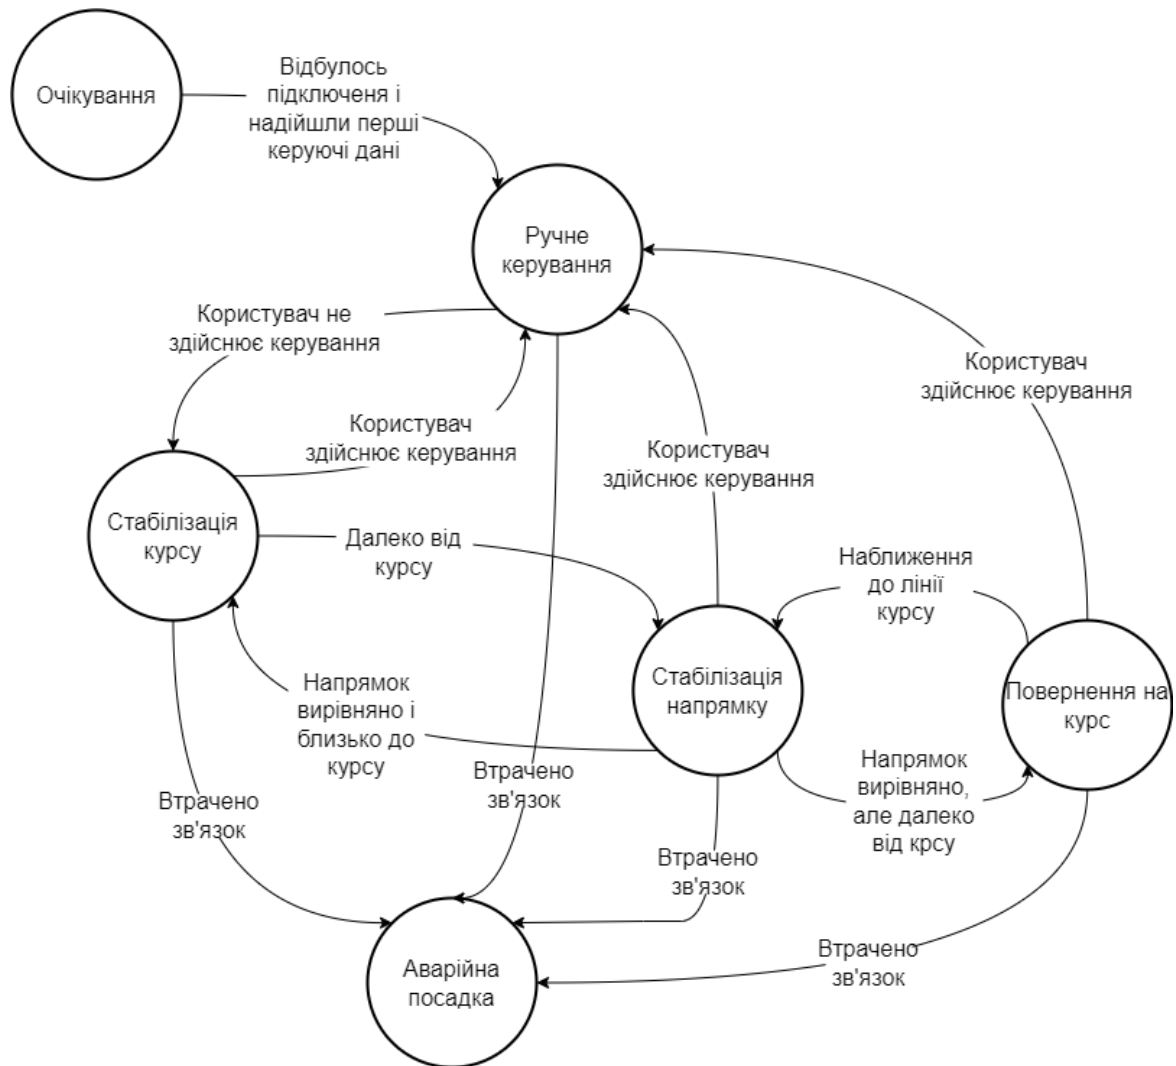 Очікування
Відбулось
підключеня і
надійшли перші
керуючі дані
Ручне
керування
Користувач не
здійснює керування
Користувач
здійснює керування
Користувач
здійснює керування
Користувач
здійснює керування
Стабілізація
курсу
Далеко від
курсу
Наближення
до лінії
курсу
Напрямок
вирівняно і
близько до
курсу
Стабілізація
напрямку
Повернення на
курс
Напрямок
вирівняно,
але далеко
від крсу
Втрачено
зв'язок
Втрачено
зв'язок
Втрачено
зв'язок
Втрачено
зв'язок
Аварійна
посадка